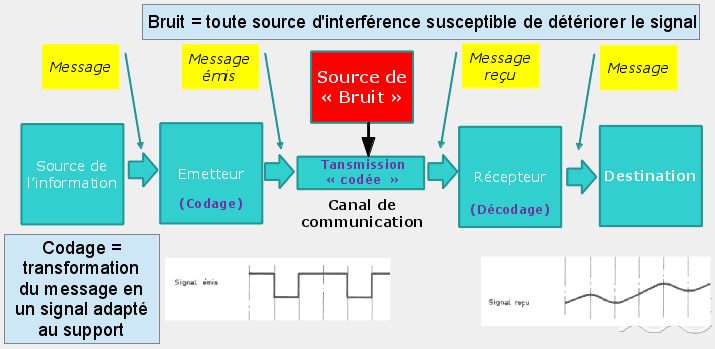 Bruit = toute source d'interférence susceptible de détériorer le signal
Message
Message
émis
Source de
« Bruit »
Message
reçu
Message
Source de
l'information
Emetteur
(Codage)
Tansmission
« codée »
Canal de
communication
Récepteur
(Décodage)
Destination
Codage =
transformation
du message en
un signal adapté
au support
Signal émis
Signal reçu